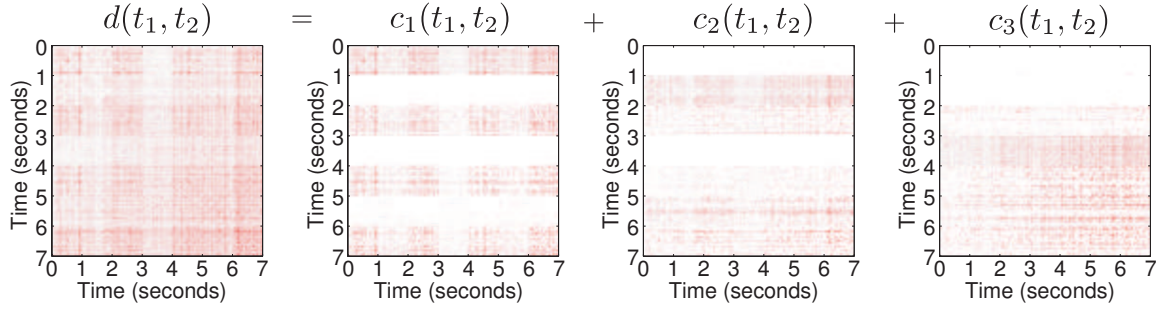 d(t₁, t₂) = c₁(t₁, t₂) + c₂(t₁, t₂) + c₃(t₁, t₂)
Time (seconds)
0
1
2
3
4
5
6
7
0 1 2 3 4 5 6 7
Time (seconds)
Time (seconds)
0
1
2
3
4
5
6
7
0 1 2 3 4 5 6 7
Time (seconds)
Time (seconds)
0
1
2
3
4
5
6
7
0 1 2 3 4 5 6 7
Time (seconds)
Time (seconds)
0
1
2
3
4
5
6
7
0 1 2 3 4 5 6 7
Time (seconds)